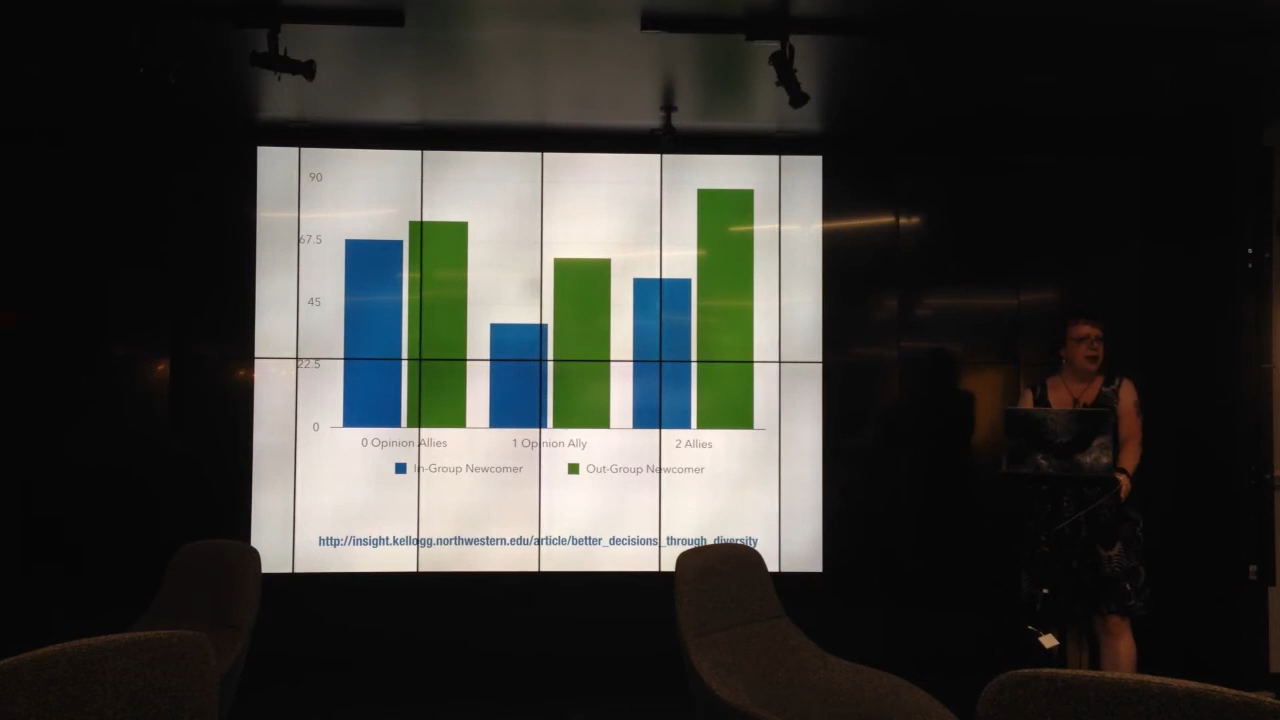 90
67.5
45
22.5
0
0 Opinion Allies
1 Opinion Ally
2 Allies
In-Group Newcomer
Out-Group Newcomer
http://insight.kellogg.northwestern.edu/article/better_decisions_through_diversity